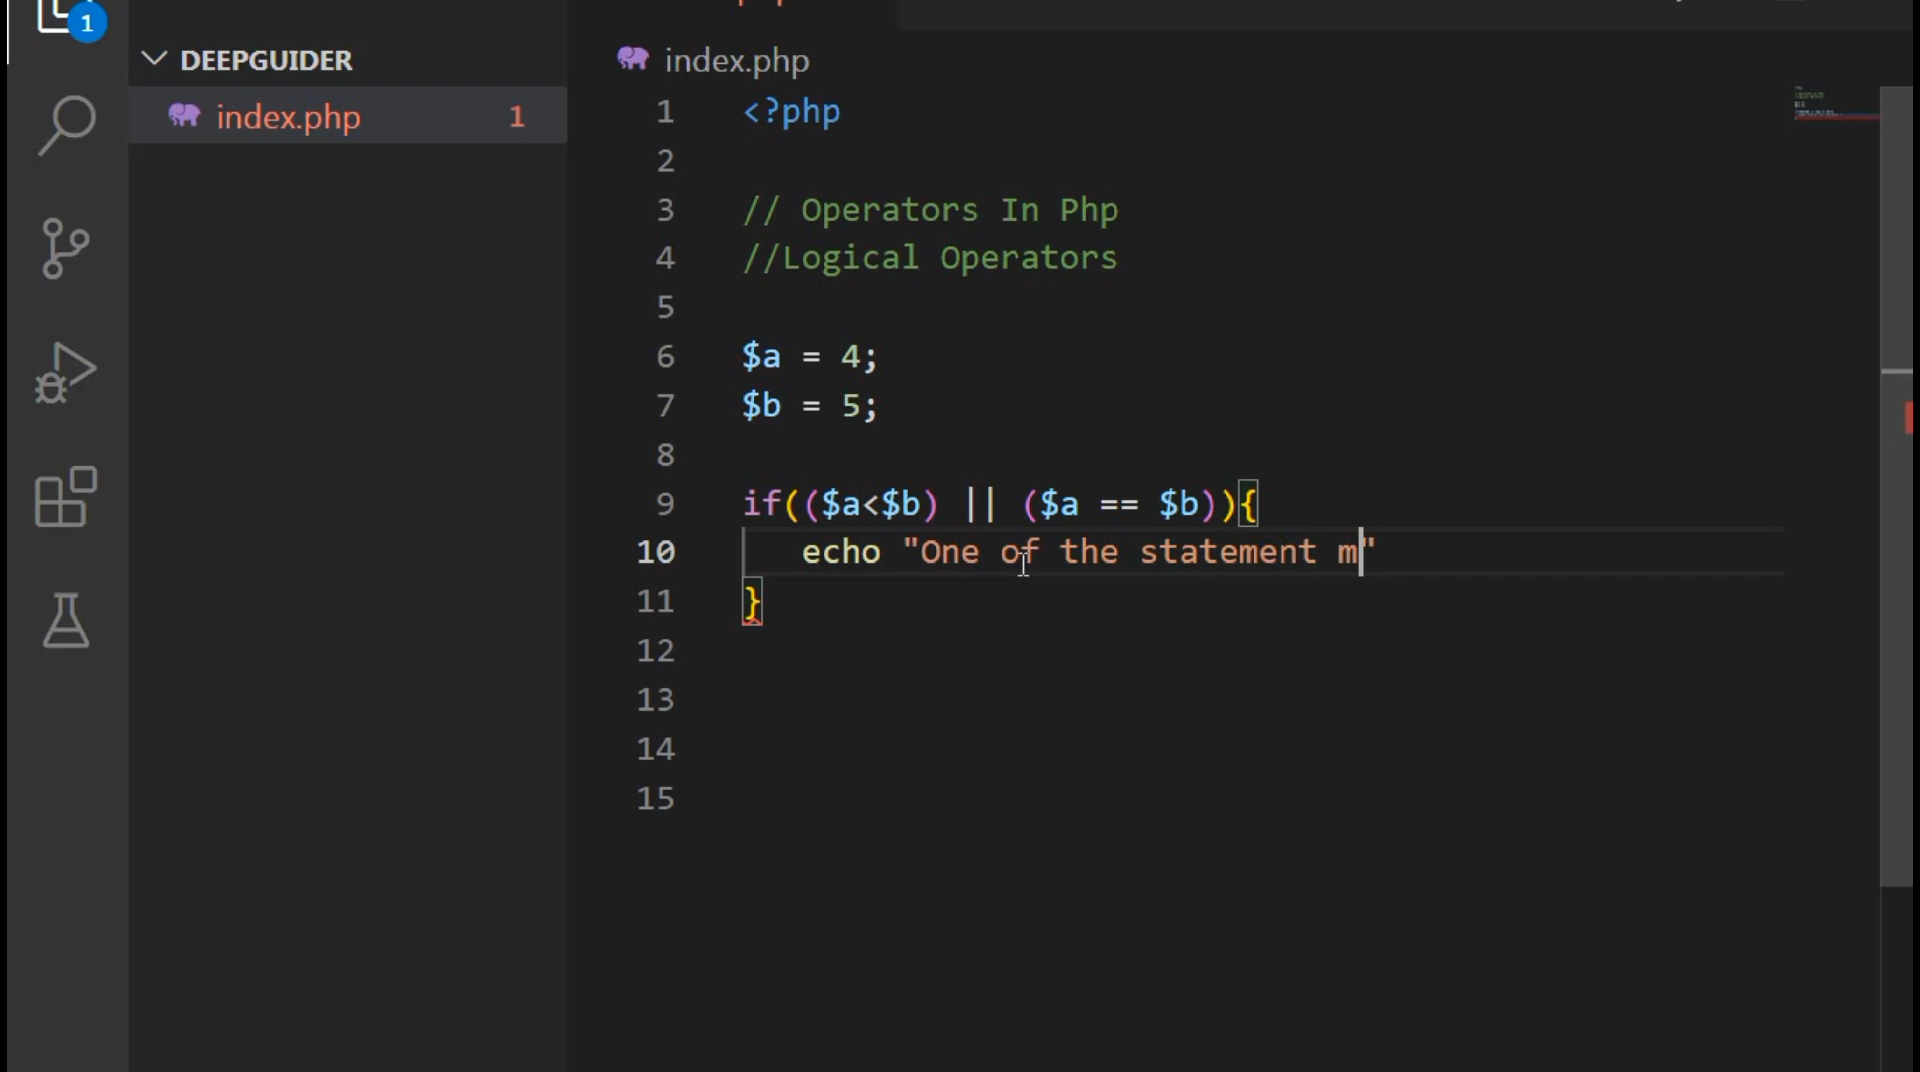 1
DEEPGUIDER
index.php 1
index.php
1 <?php
2
3 // Operators In Php
4 //Logical Operators
5
6 $a = 4;
7 $b = 5;
8
9 if(($a<$b) || ($a == $b)){
10 echo "One of the statement m"
11 }
12
13
14
15